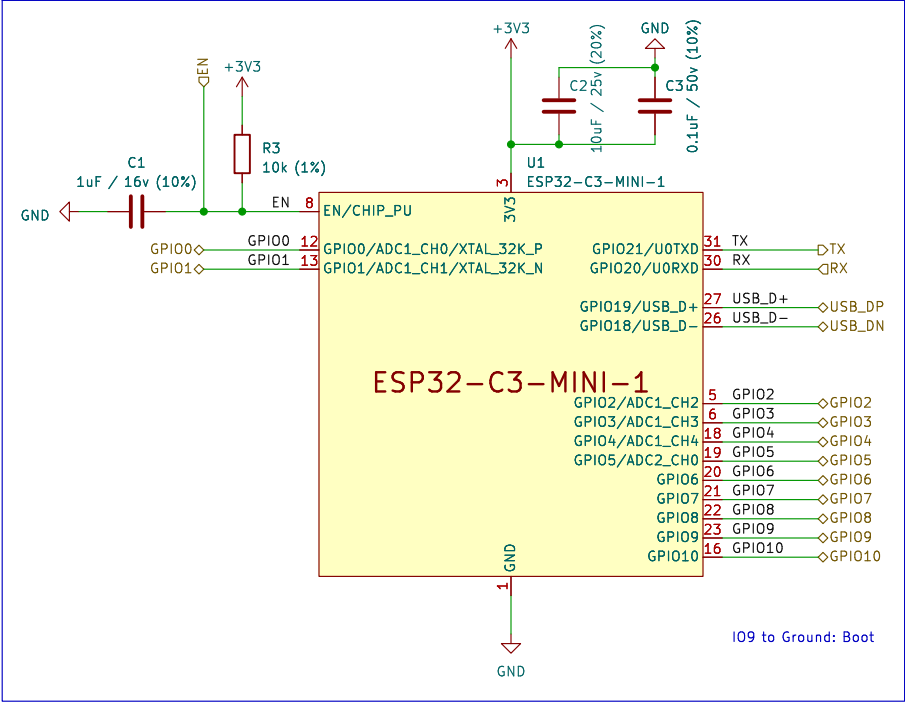 +3V3
GND
EN
+3V3
C2
10uF / 25v (20%)
C3
0.1uF / 50v (10%)
R3
10k (1%)
C1
1uF / 16v (10%)
GND
U1
ESP32-C3-MINI-1
3
3V3
EN
8
EN/CHIP_PU
GPIO0
GPIO0
12
GPIO0/ADC1_CH0/XTAL_32K_P
GPIO1
GPIO1
13
GPIO1/ADC1_CH1/XTAL_32K_N
GPIO21/U0TXD
31
TX
TX
GPIO20/U0RXD
30
RX
RX
GPIO19/USB_D+
27
USB_D+
USB_DP
GPIO18/USB_D-
26
USB_D-
USB_DN
ESP32-C3-MINI-1
GPIO2/ADC1_CH2
5
GPIO2
GPIO2
GPIO3/ADC1_CH3
6
GPIO3
GPIO3
GPIO4/ADC1_CH4
18
GPIO4
GPIO4
GPIO5/ADC2_CH0
19
GPIO5
GPIO5
GPIO6
20
GPIO6
GPIO6
GPIO7
21
GPIO7
GPIO7
GPIO8
22
GPIO8
GPIO8
GPIO9
23
GPIO9
GPIO9
GPIO10
16
GPIO10
GPIO10
GND
1
GND
IO9 to Ground: Boot